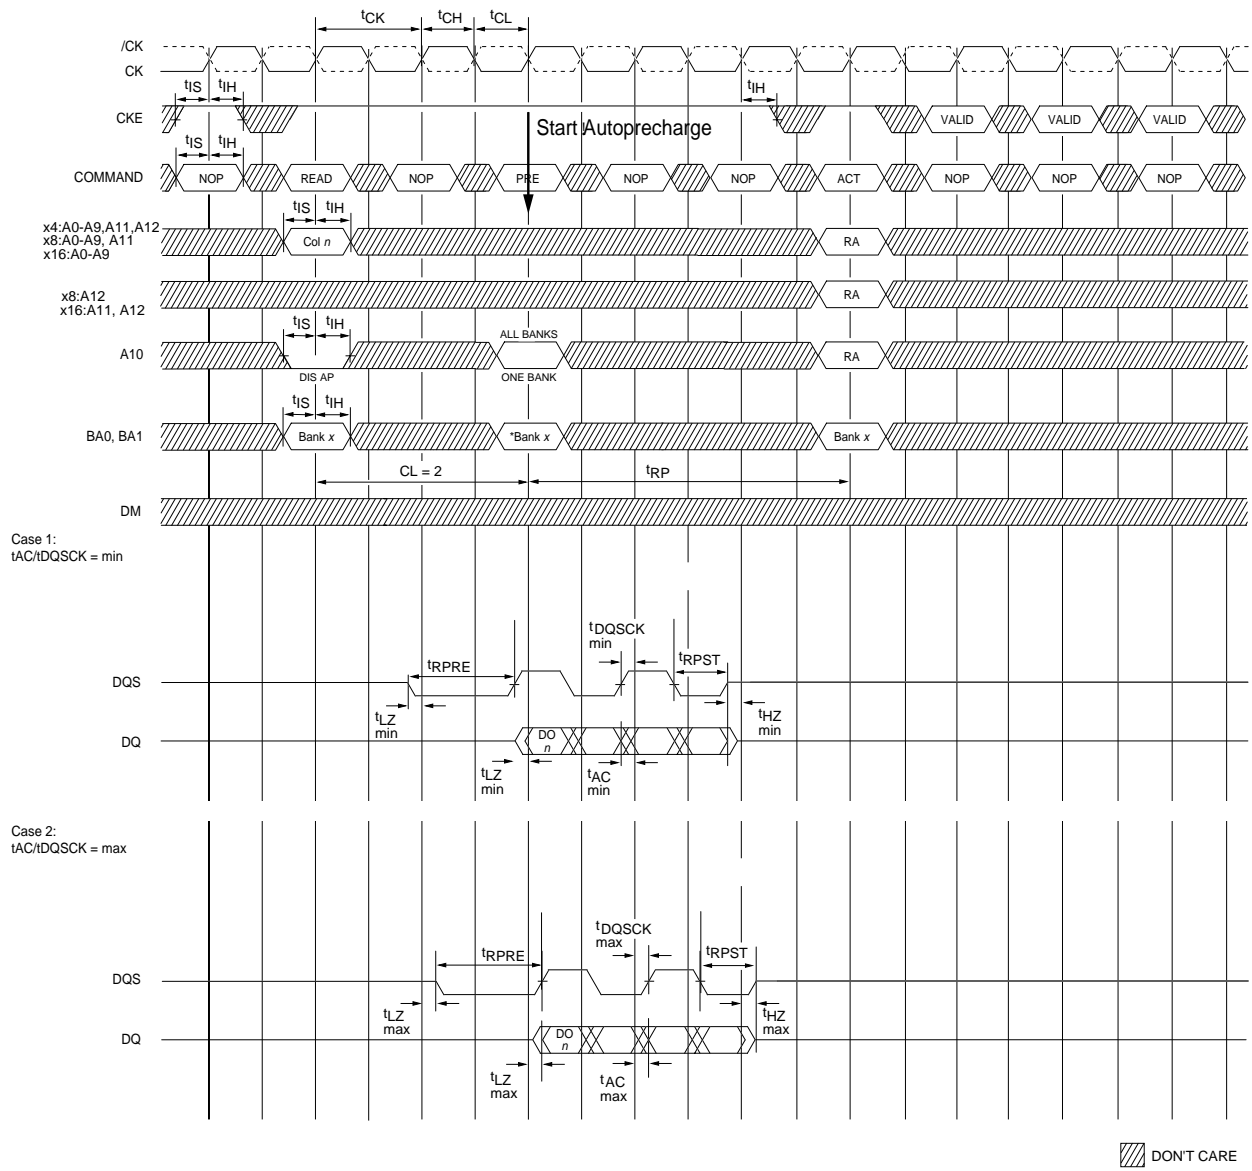 tCK tCH tCL
/CK
CK
tIS tIH tIH
CKE VALID VALID VALID
Start Autoprecharge
tIS tIH
COMMAND NOP READ NOP PRE NOP NOP ACT NOP NOP NOP
tIS tIH
x4:A0-A9,A11,A12
x8:A0-A9, A11
x16:A0-A9
Col n RA
x8:A12
x16:A11, A12
RA
tIS tIH
ALL BANKS
A10 RA
DIS AP ONE BANK
tIS tIH
BA0, BA1 Bank x *Bank x Bank x
CL = 2 tRP
DM
Case 1:
tAC/tDQSCK = min
tDQSCK
min
tRPRE tRPST
DQS
tLZ
min
tHZ
min
DQ DO
n
tLZ
min
tAC
min
Case 2:
tAC/tDQSCK = max
tDQSCK
max
tRPRE tRPST
DQS
tLZ
max
tHZ
max
DQ DO
n
tLZ
max
tAC
max
DON'T CARE